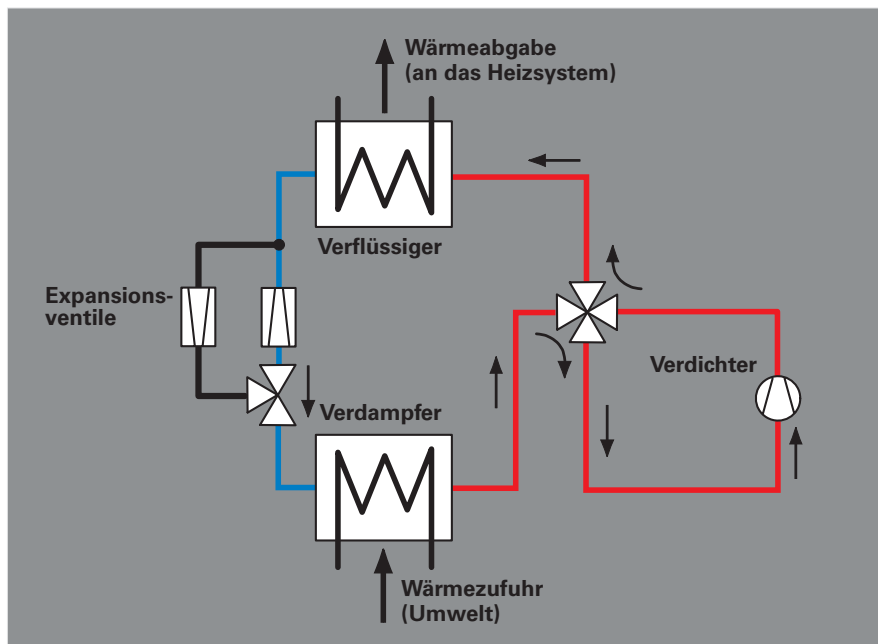 Wärmeabgabe
(an das Heizsystem)
Verflüssiger
Expansions-
ventile
Verdichter
Verdampfer
Wärmezufuhr
(Umwelt)